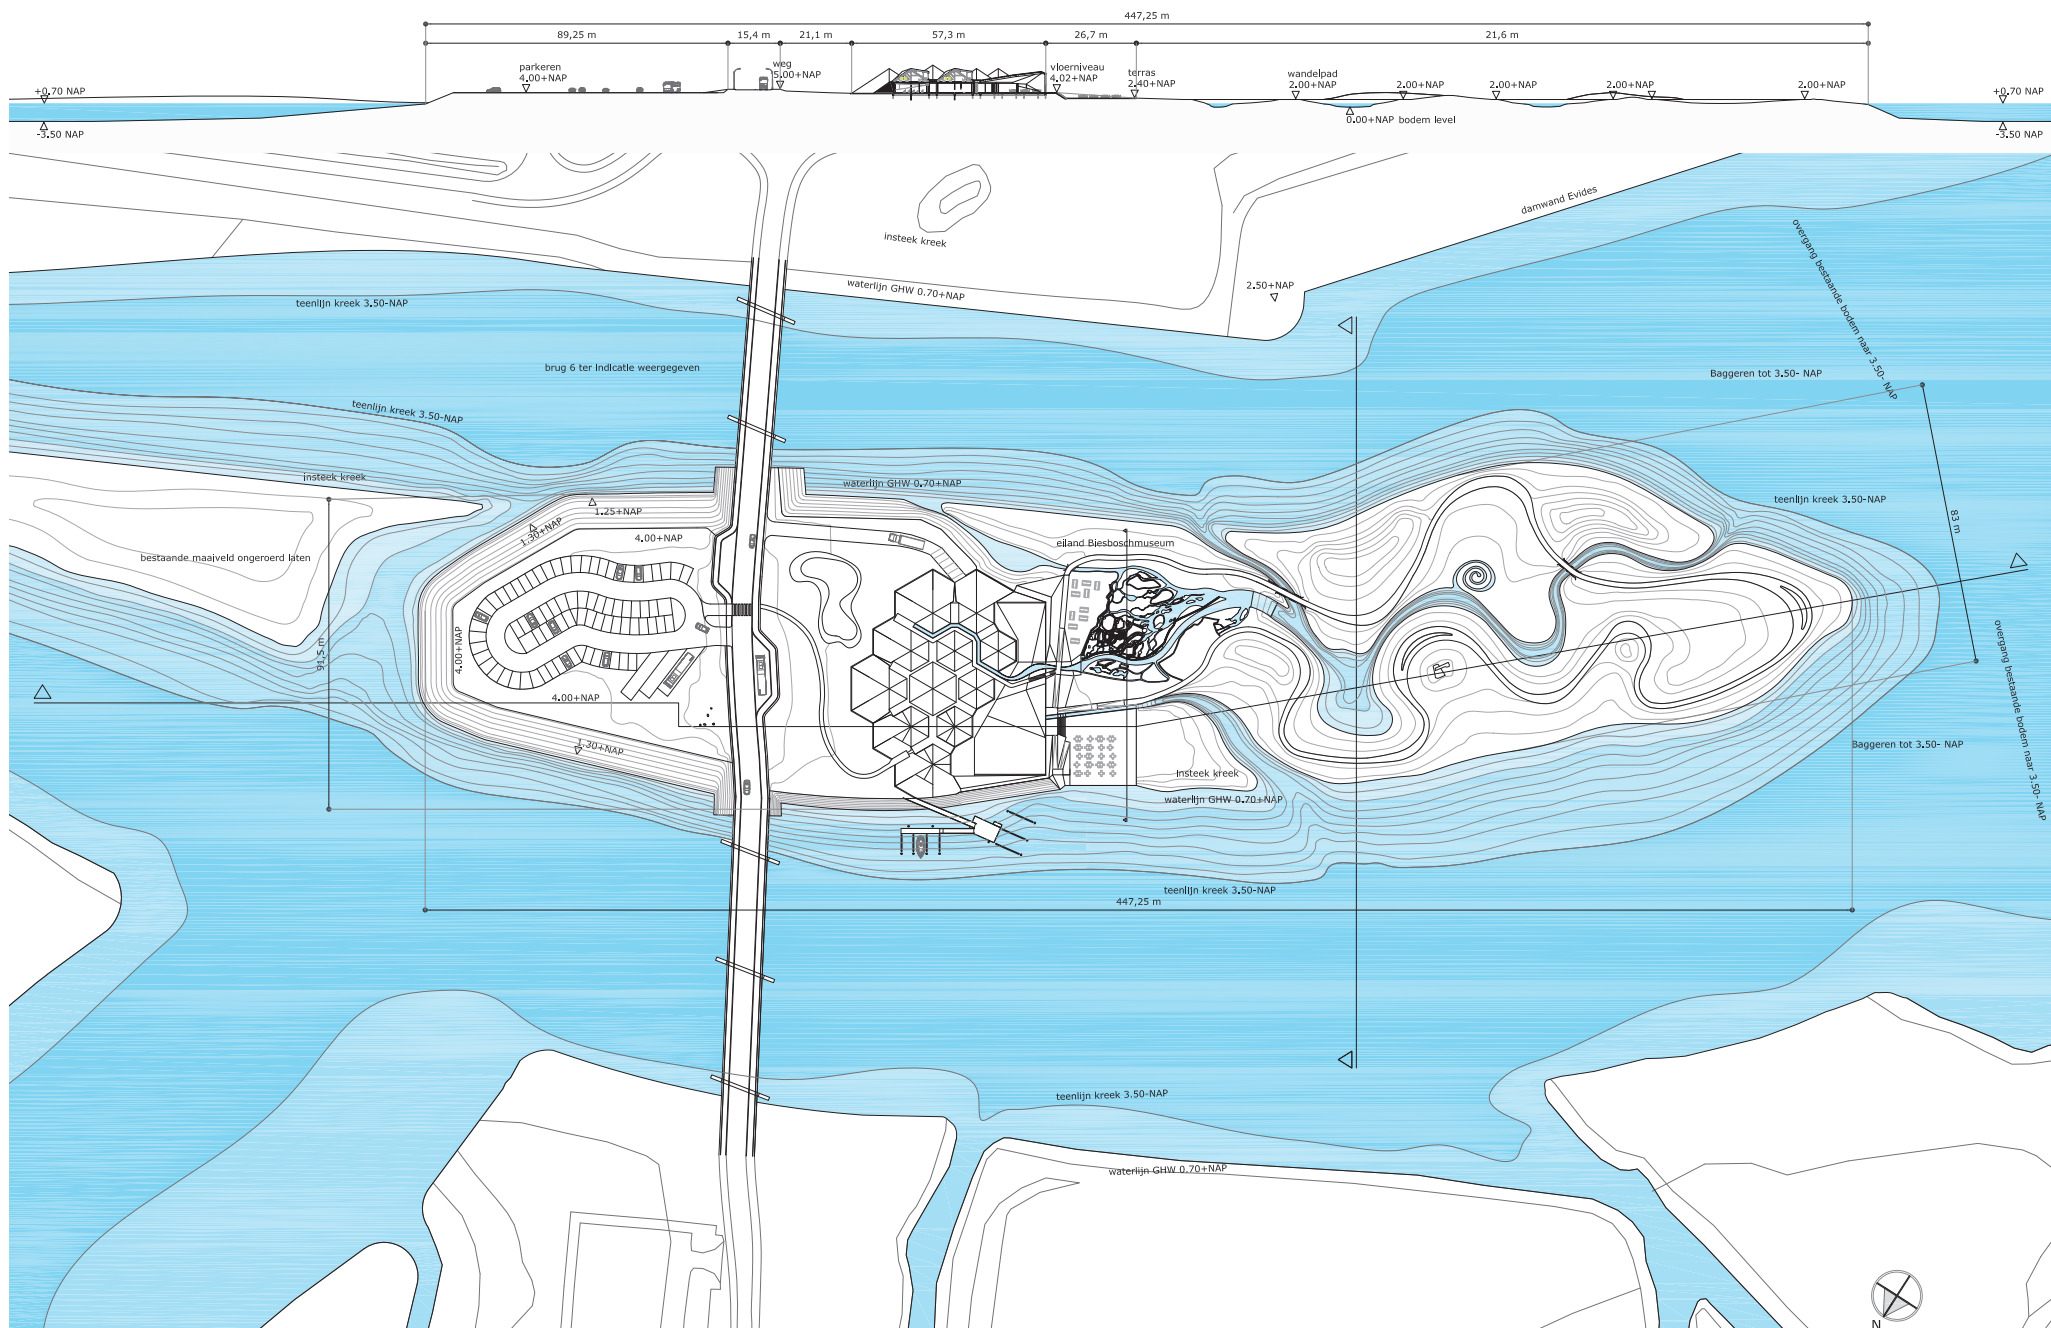 447,25 m
89,25 m
15,4 m
21,1 m
57,3 m
26,7 m
21,6 m
parkeren
4.00+NAP
weg
5.00+NAP
vloerniveau
4.02+NAP
terras
2.40+NAP
wandelpad
2.00+NAP
2.00+NAP
2.00+NAP
2.00+NAP
2.00+NAP
+0.70 NAP
-3.50 NAP
0.00+NAP bodem level
+0.70 NAP
-3.50 NAP
damwand Evides
insteek kreek
overgang bestaande bodem naar 3.50- NAP
waterlijn GHW 0.70+NAP
2.50+NAP
teenlijn kreek 3.50-NAP
brug 6 ter indicatie weergegeven
Baggeren tot 3.50- NAP
teenlijn kreek 3.50-NAP
insteek kreek
waterlijn GHW 0.70+NAP
teenlijn kreek 3.50-NAP
83 m
1.25+NAP
1.30+NAP
4.00+NAP
eiland Biesboschmuseum
bestaande maaiveld ongeroerd laten
91,5 m
4.00+NAP
4.00+NAP
1.30+NAP
overgang bestaande bodem naar 3.50- NAP
Baggeren tot 3.50- NAP
Insteek kreek
waterlijn GHW 0.70+NAP
teenlijn kreek 3.50-NAP
447,25 m
teenlijn kreek 3.50-NAP
waterlijn GHW 0.70+NAP
N